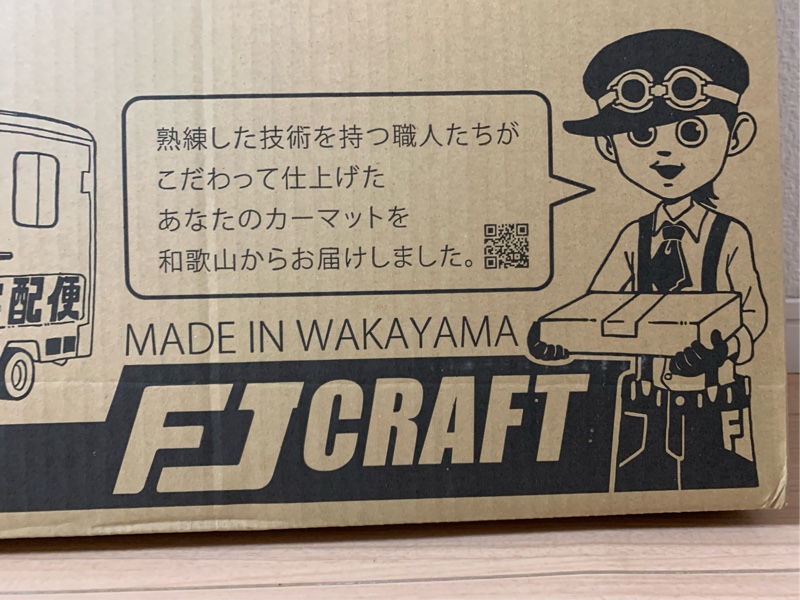 熟練した技術を持つ職人たちが
こだわって仕上げた
あなたのカーマットを
和歌山からお届けしました。
配便
MADE IN WAKAYAMA
FJ CRAFT
F